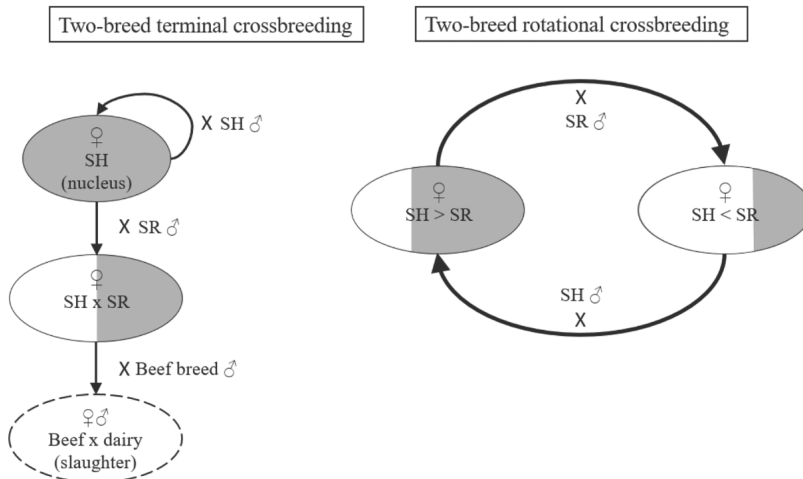 Two-breed terminal crossbreeding
♀
SH
(nucleus)
X SH ♂
X SR ♂
♀
SH x SR
X Beef breed ♂
♀♂
Beef x dairy
(slaughter)
Two-breed rotational crossbreeding
X
SR ♂
♀
SH > SR
♀
SH < SR
SH ♂
X